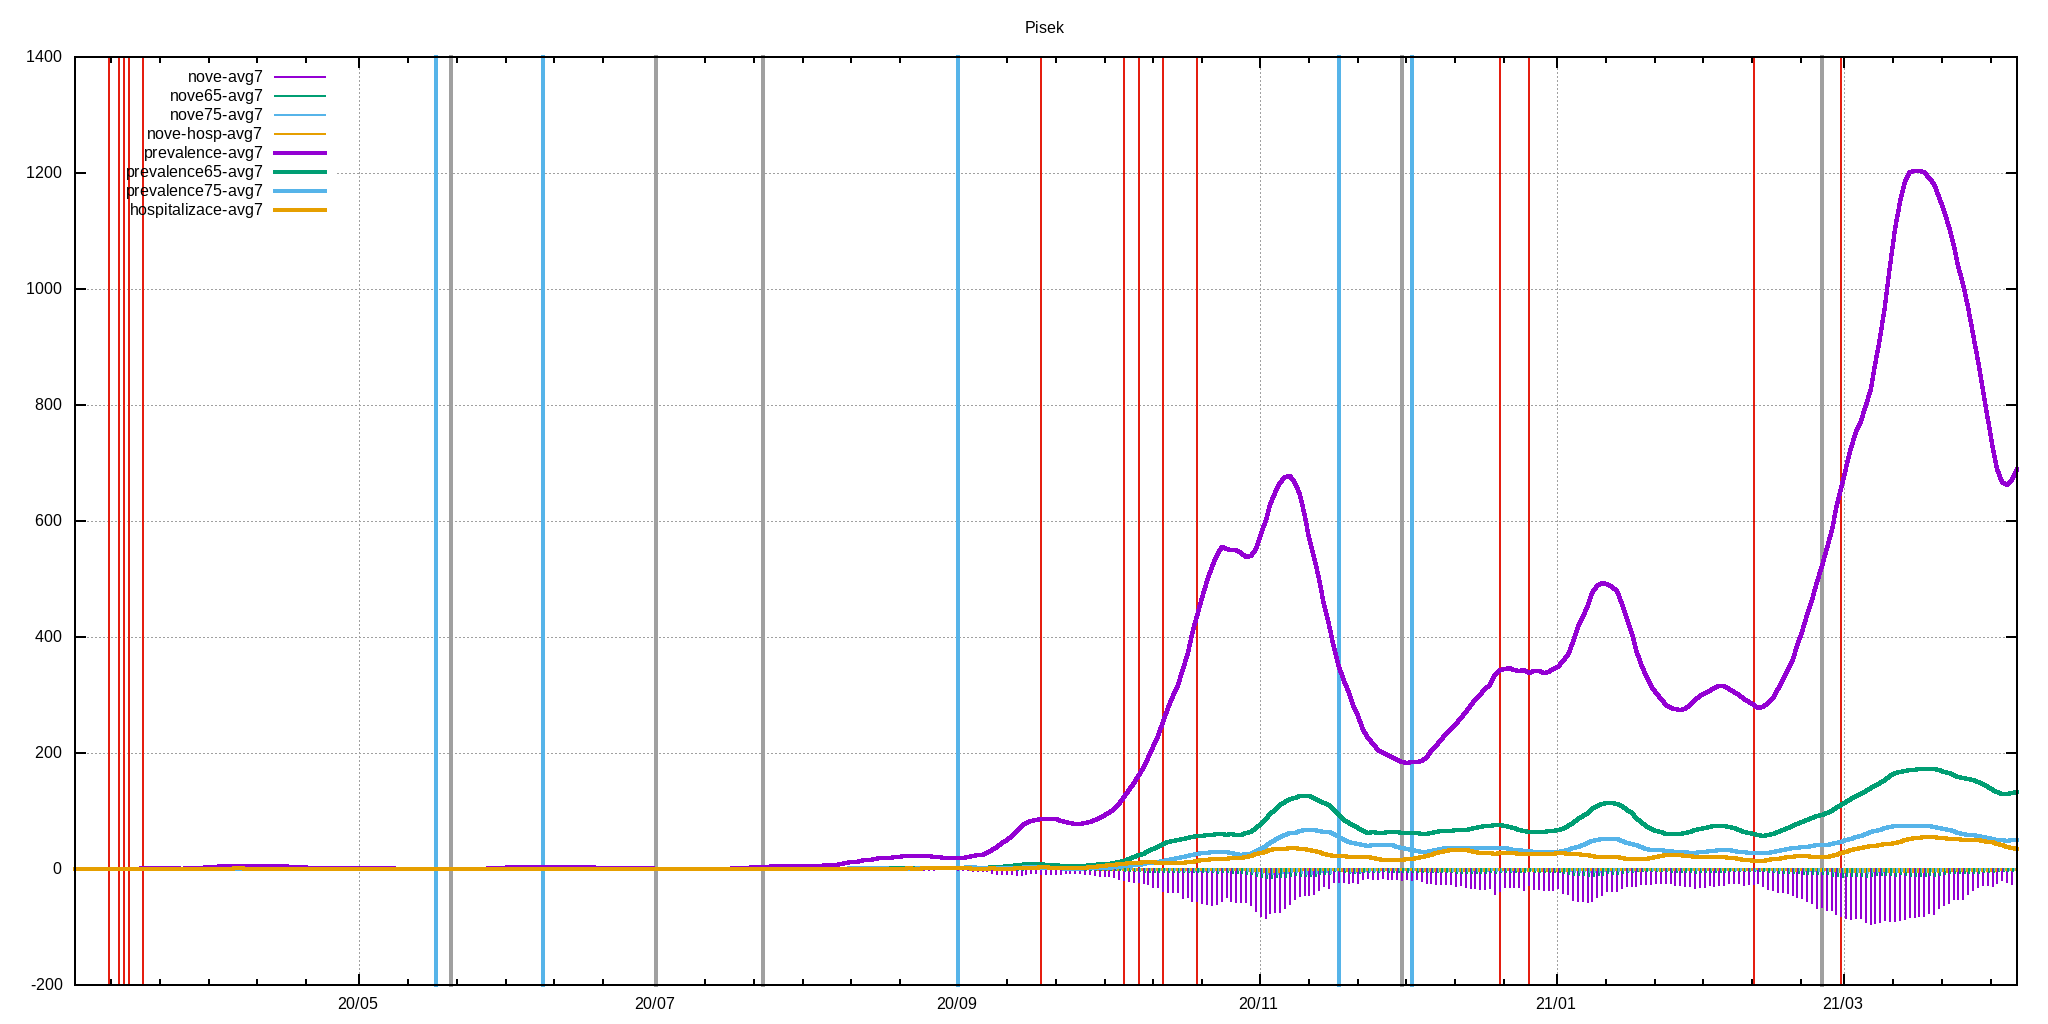 Pisek
1400
1200
1000
800
600
400
200
0
-200
nove-avg7
nove65-avg7
nove75-avg7
nove-hosp-avg7
prevalence-avg7
prevalence65-avg7
prevalence75-avg7
hospitalizace-avg7
20/05 20/07 20/09 20/11 21/01 21/03